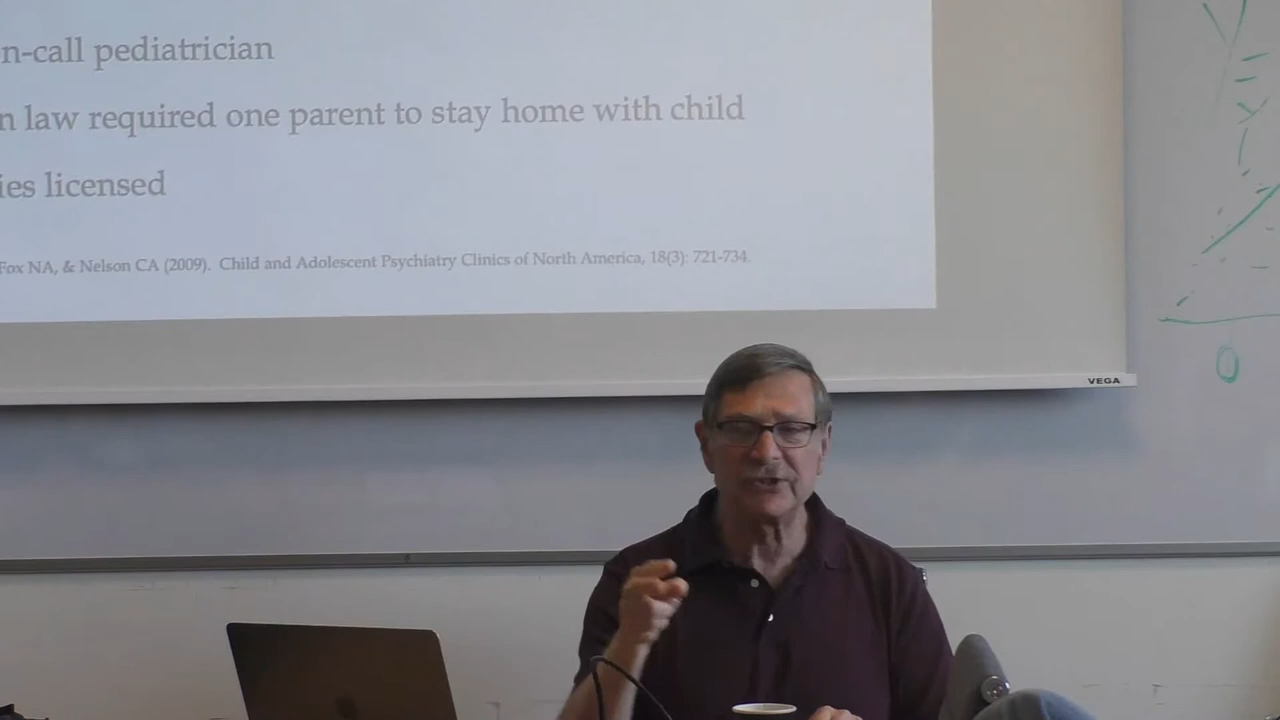 n-call pediatrician
n law required one parent to stay home with child
ies licensed
Fox NA, & Nelson CA (2009). Child and Adolescent Psychiatry Clinics of North America, 18(3): 721-734.
VEGA
0